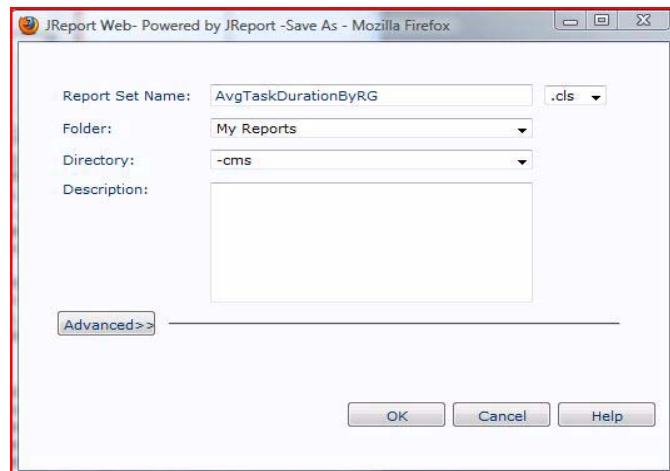 JReport Web- Powered by JReport -Save As - Mozilla Firefox
Report Set Name: AvgTaskDurationByRG .cls
Folder: My Reports
Directory: -cms
Description:
Advanced>>
OK Cancel Help